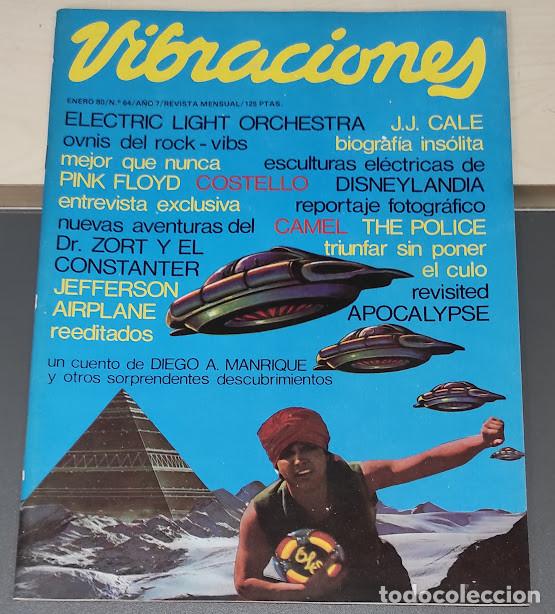 Vibraciones
ENERO 80/N.º 64/AÑO 7/REVISTA MENSUAL/125 PTAS.
ELECTRIC LIGHT ORCHESTRA J.J. CALE
ovnis del rock - vibs biografía insólita
mejor que nunca esculturas eléctricas de
PINK FLOYD COSTELLO DISNEYLANDIA
entrevista exclusiva reportaje fotográfico
nuevas aventuras del CAMEL THE POLICE
Dr. ZORT Y EL triunfar sin poner
CONSTANTER el culo
JEFFERSON revisited
AIRPLANE APOCALYPSE
reeditados
un cuento de DIEGO A. MANRIQUE
y otros sorprendentes descubrimientos
todocoleccion